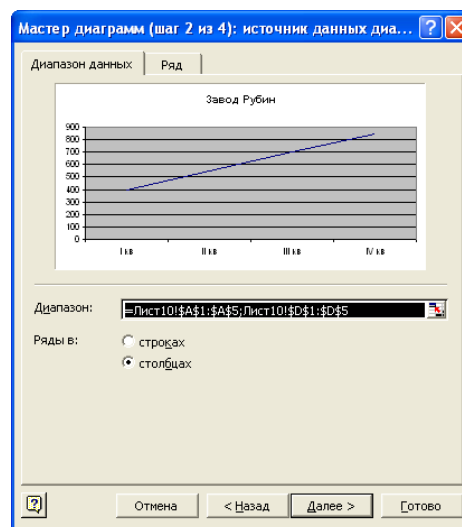 Мастер диаграмм (шаг 2 из 4): источник данных диа...
Диапазон данных Ряд
Завод Рубин
900
800
700
600
500
400
300
200
100
0
I кв II кв III кв IV кв
Диапазон: =Лист10!$A$1:$A$5;Лист10!$D$1:$D$5
Ряды в: строках
столбцах
Отмена < Назад Далее > Готово